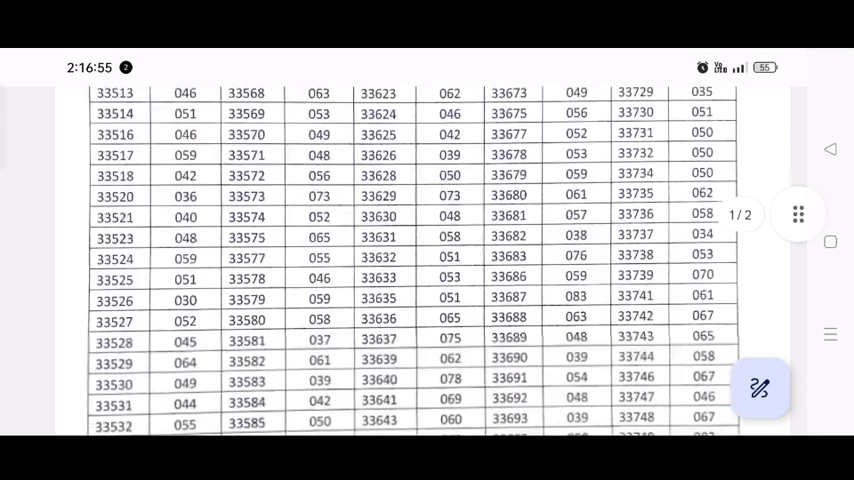 2:16:55 2 Vo LTED 55
33513 046 33568 063 33623 062 33673 049 33729 035
33514 051 33569 053 33624 046 33675 056 33730 051
33516 046 33570 049 33625 042 33677 052 33731 050
33517 059 33571 048 33626 039 33678 053 33732 050
33518 042 33572 056 33628 050 33679 059 33734 050
33520 036 33573 073 33629 073 33680 061 33735 062
33521 040 33574 052 33630 048 33681 057 33736 058
1 / 2
33523 048 33575 065 33631 058 33682 038 33737 034
33524 059 33577 055 33632 051 33683 076 33738 053
33525 051 33578 046 33633 053 33686 059 33739 070
33526 030 33579 059 33635 051 33687 083 33741 061
33527 052 33580 058 33636 065 33688 063 33742 067
33528 045 33581 037 33637 075 33689 048 33743 065
33529 064 33582 061 33639 062 33690 039 33744 058
33530 049 33583 039 33640 078 33691 054 33746 067
33531 044 33584 042 33641 069 33692 048 33747 046
33532 055 33585 050 33643 060 33693 039 33748 067